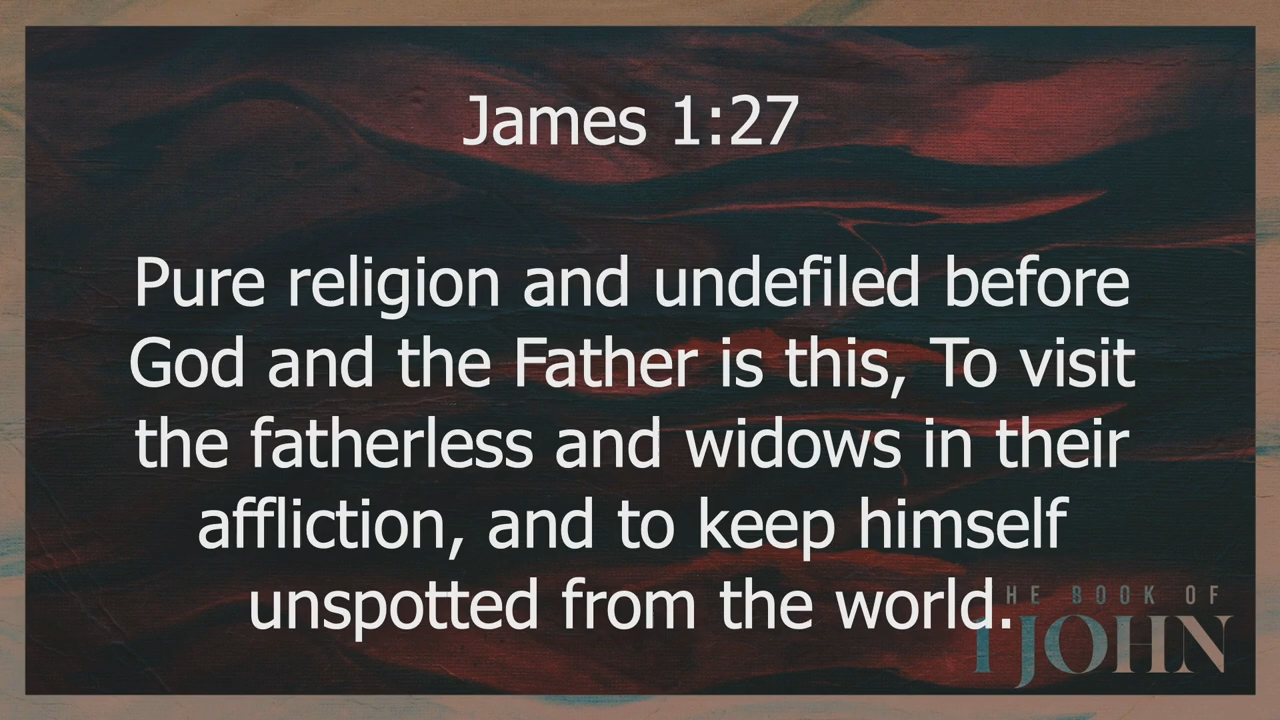 James 1:27
Pure religion and undefiled before
God and the Father is this, To visit
the fatherless and widows in their
affliction, and to keep himself
unspotted from the world.
HE BOOK OF
1 JOHN